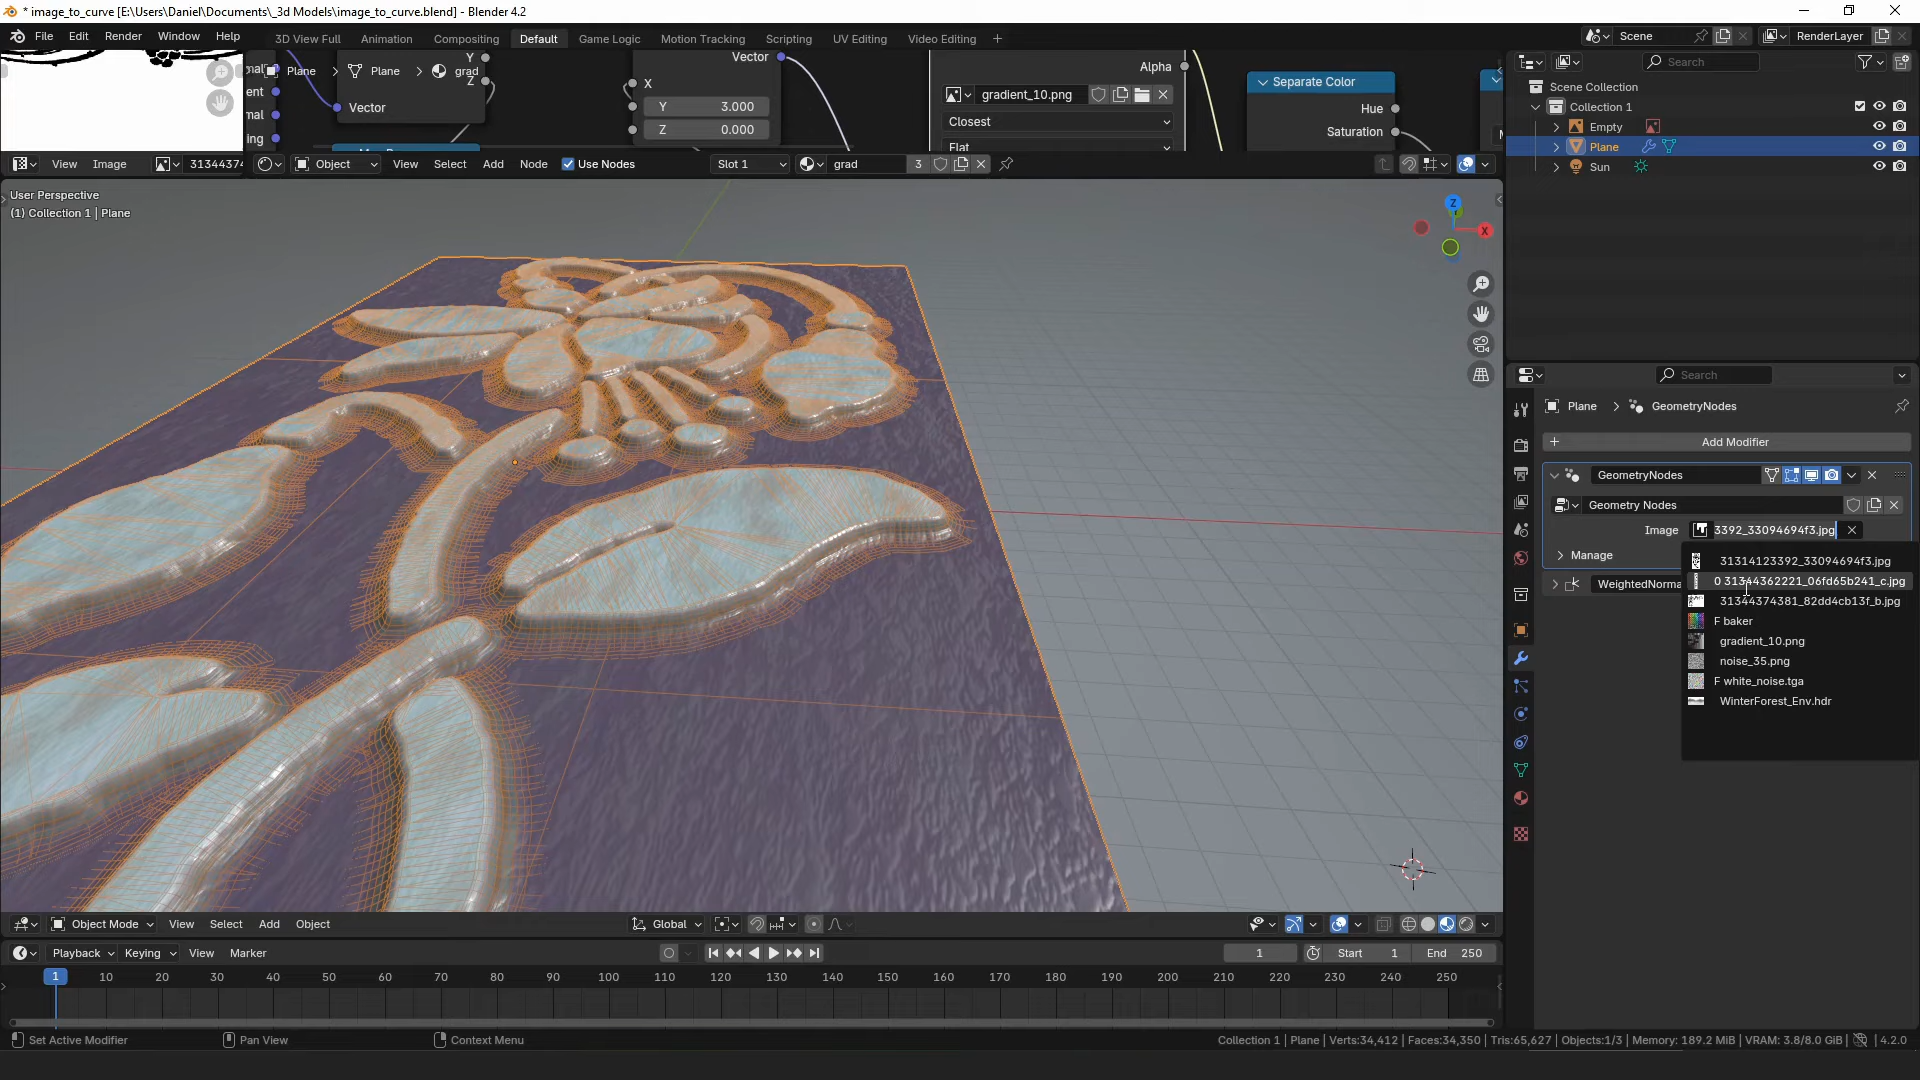 * image_to_curve [E:\Users\Daniel\Documents\_3d Models\image_to_curve.blend] - Blender 4.2
File Edit Render Window Help
3D View Full Animation Compositing Default Game Logic Motion Tracking Scripting UV Editing Video Editing
Scene
RenderLayer
Plane Plane grad
Y
Z
Vector
Vector
X
Y 3.000
Z 0.000
Alpha
gradient_10.png
Closest
Flat
Separate Color
Hue
Saturation
View Image 31344374
Object View Select Add Node Use Nodes Slot 1 grad 3
User Perspective
(1) Collection 1 | Plane
Z
X
Search
Scene Collection
Collection 1
Empty
Plane
Sun
Search
Plane GeometryNodes
Add Modifier
GeometryNodes
Geometry Nodes
Image 3392_33094694f3.jpg
Manage
WeightedNorma
31314123392_33094694f3.jpg
0 31344362221_06fd65b241_c.jpg
31344374381_82dd4cb13f_b.jpg
F baker
gradient_10.png
noise_35.png
F white_noise.tga
WinterForest_Env.hdr
Object Mode View Select Add Object Global
Playback Keying View Marker 1 Start 1 End 250
1 10 20 30 40 50 60 70 80 90 100 110 120 130 140 150 160 170 180 190 200 210 220 230 240 250
Set Active Modifier Pan View Context Menu
Collection 1 | Plane | Verts:34,412 | Faces:34,350 | Tris:65,627 | Objects:1/3 | Memory: 189.2 MiB | VRAM: 3.8/8.0 GiB | 4.2.0